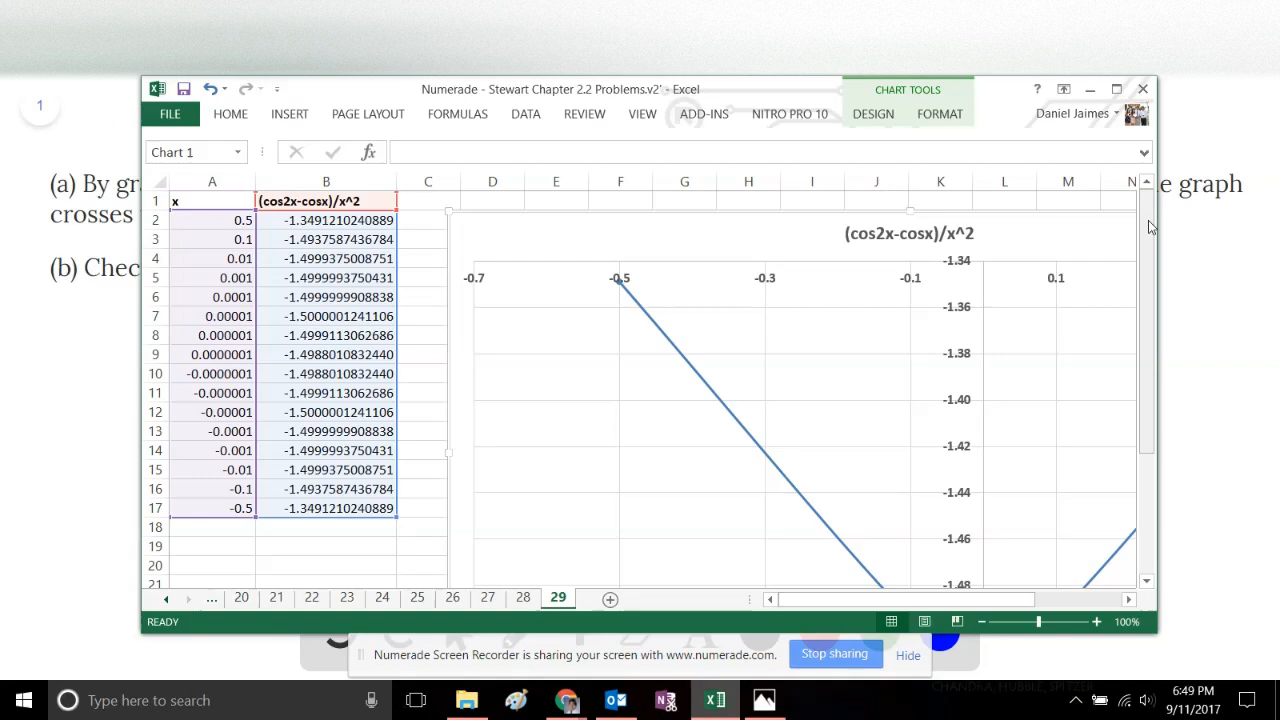 1
(a) By gr
e graph
crosses
(b) Chec
Numerade - Stewart Chapter 2.2 Problems.v2' - Excel
CHART TOOLS
FILE HOME INSERT PAGE LAYOUT FORMULAS DATA REVIEW VIEW ADD-INS NITRO PRO 10 DESIGN FORMAT
Daniel Jaimes
Chart 1
fx
A B C D E F G H I J K L M N
1 x (cos2x-cosx)/x^2
2 0.5 -1.3491210240889
3 0.1 -1.4937587436784
4 0.01 -1.4999375008751
5 0.001 -1.4999993750431
6 0.0001 -1.4999999908838
7 0.00001 -1.5000001241106
8 0.000001 -1.4999113062686
9 0.0000001 -1.4988010832440
10 -0.0000001 -1.4988010832440
11 -0.000001 -1.4999113062686
12 -0.00001 -1.5000001241106
13 -0.0001 -1.4999999908838
14 -0.001 -1.4999993750431
15 -0.01 -1.4999375008751
16 -0.1 -1.4937587436784
17 -0.5 -1.3491210240889
18
19
20
21
(cos2x-cosx)/x^2
-1.34
-0.7 -0.5 -0.3 -0.1 0.1
-1.36
-1.38
-1.40
-1.42
-1.44
-1.46
-1.48
... 20 21 22 23 24 25 26 27 28 29
READY
100%
Numerade Screen Recorder is sharing your screen with www.numerade.com.
Stop sharing
Hide
CHANDRA, HUBBLE, SPITZER
Type here to search
6:49 PM
9/11/2017